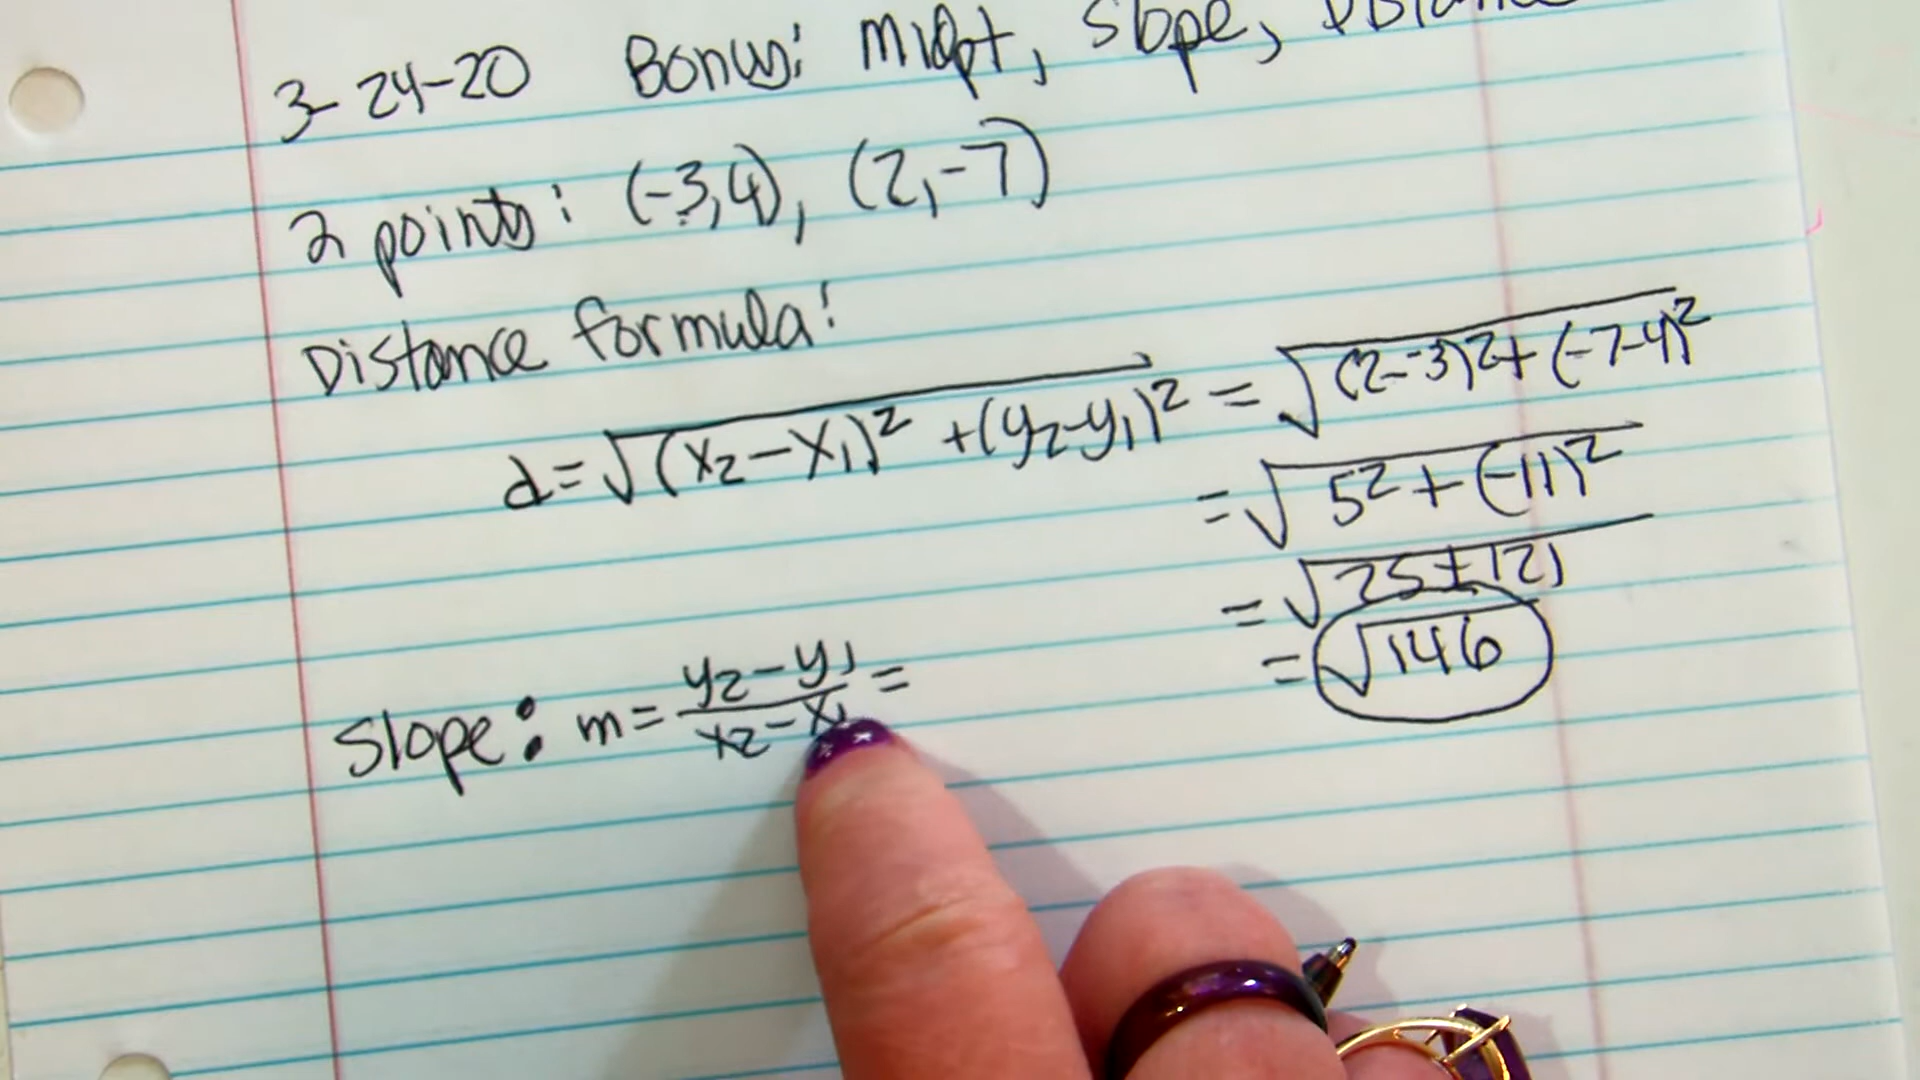 3-24-20 Bonus: midpt, slope, Distance
2 points: (-3,4), (2,-7)
Distance formula:
d=√(x₂-x₁)² +(y₂-y₁)² = √(2--3)²+(-7-4)²
=√5²+(-11)²
=√25+121
=√146
Slope: m= y₂-y₁ / x₂-x₁ =